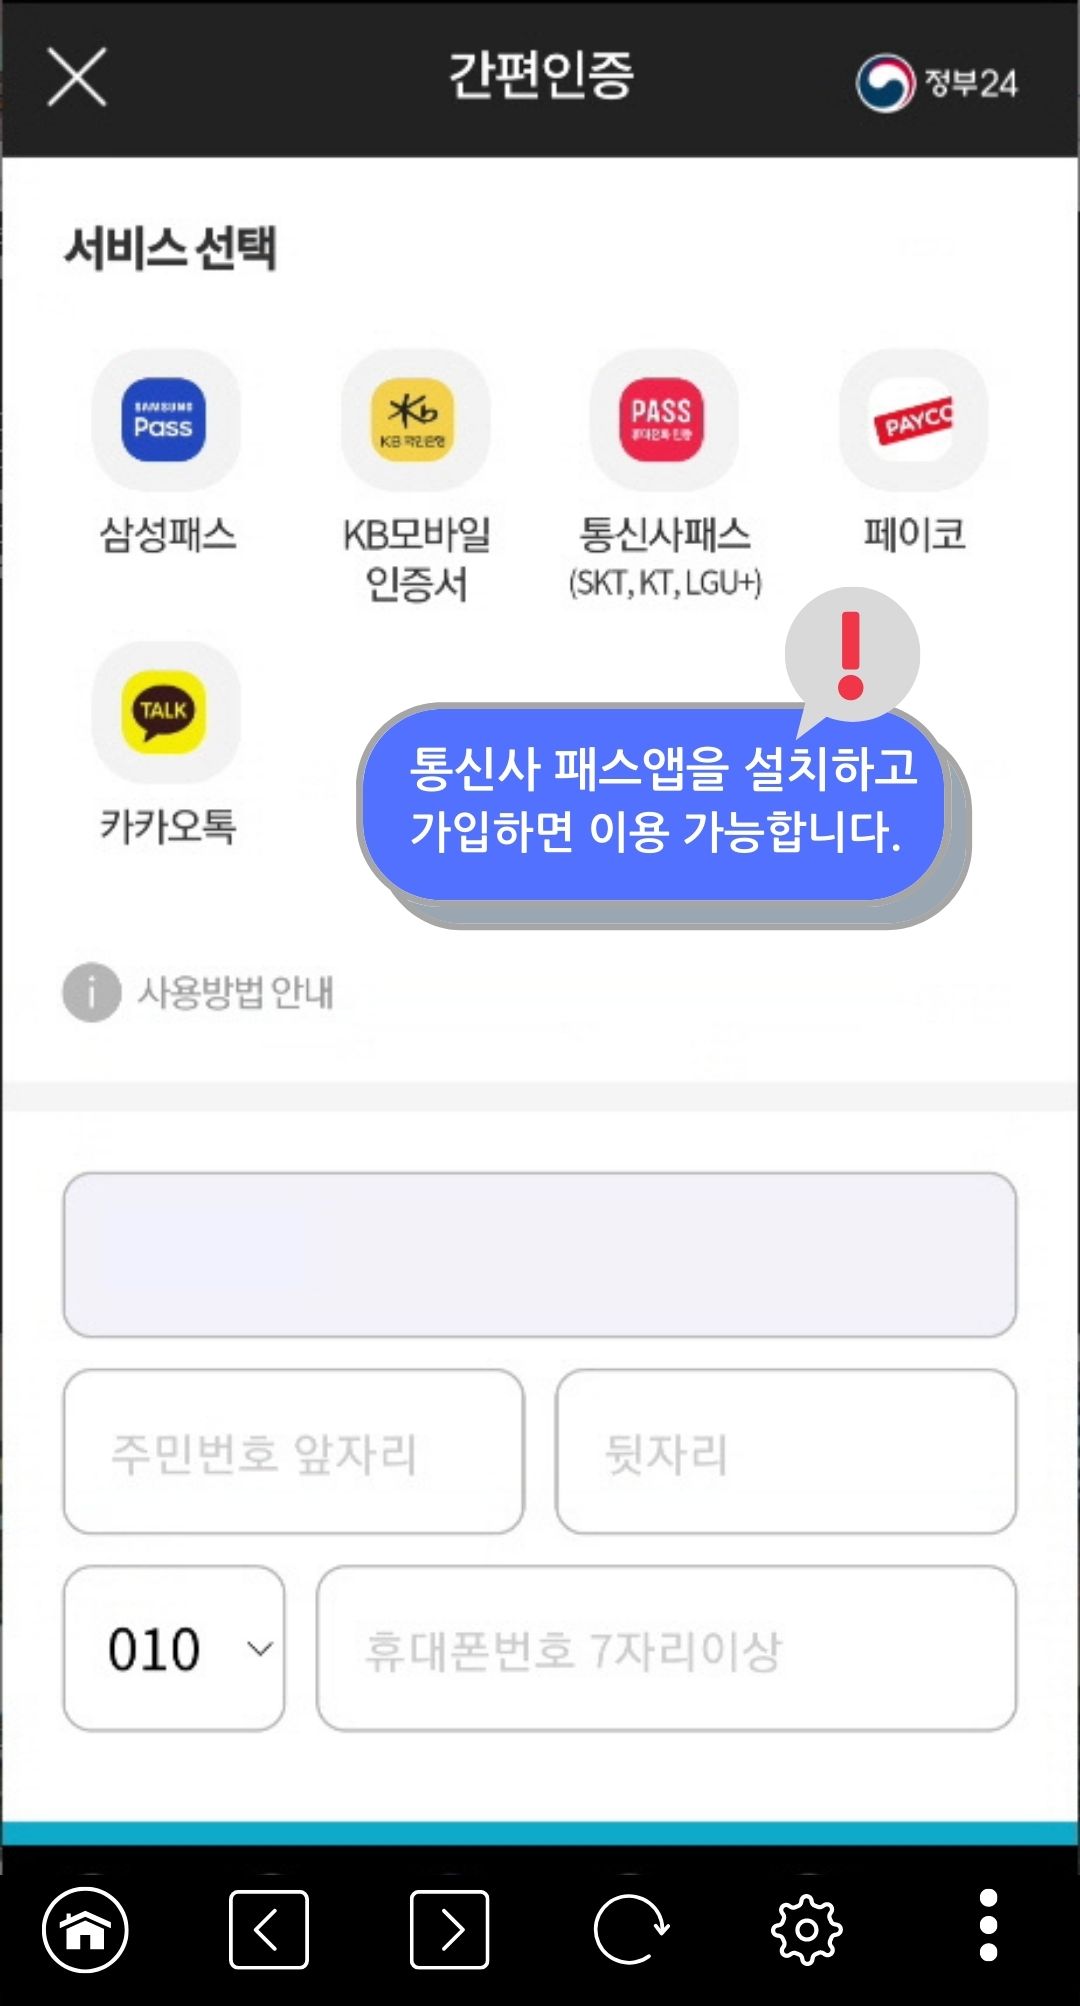 간편인증
정부24
서비스 선택
SAMSUNG
Pass
Kb
KB 국민은행
PASS
PAYCO
삼성패스
KB모바일
인증서
통신사패스
(SKT, KT, LGU+)
페이코
TALK
카카오톡
!
통신사 패스앱을 설치하고
가입하면 이용 가능합니다.
i 사용방법 안내
주민번호 앞자리
뒷자리
010
휴대폰번호 7자리이상